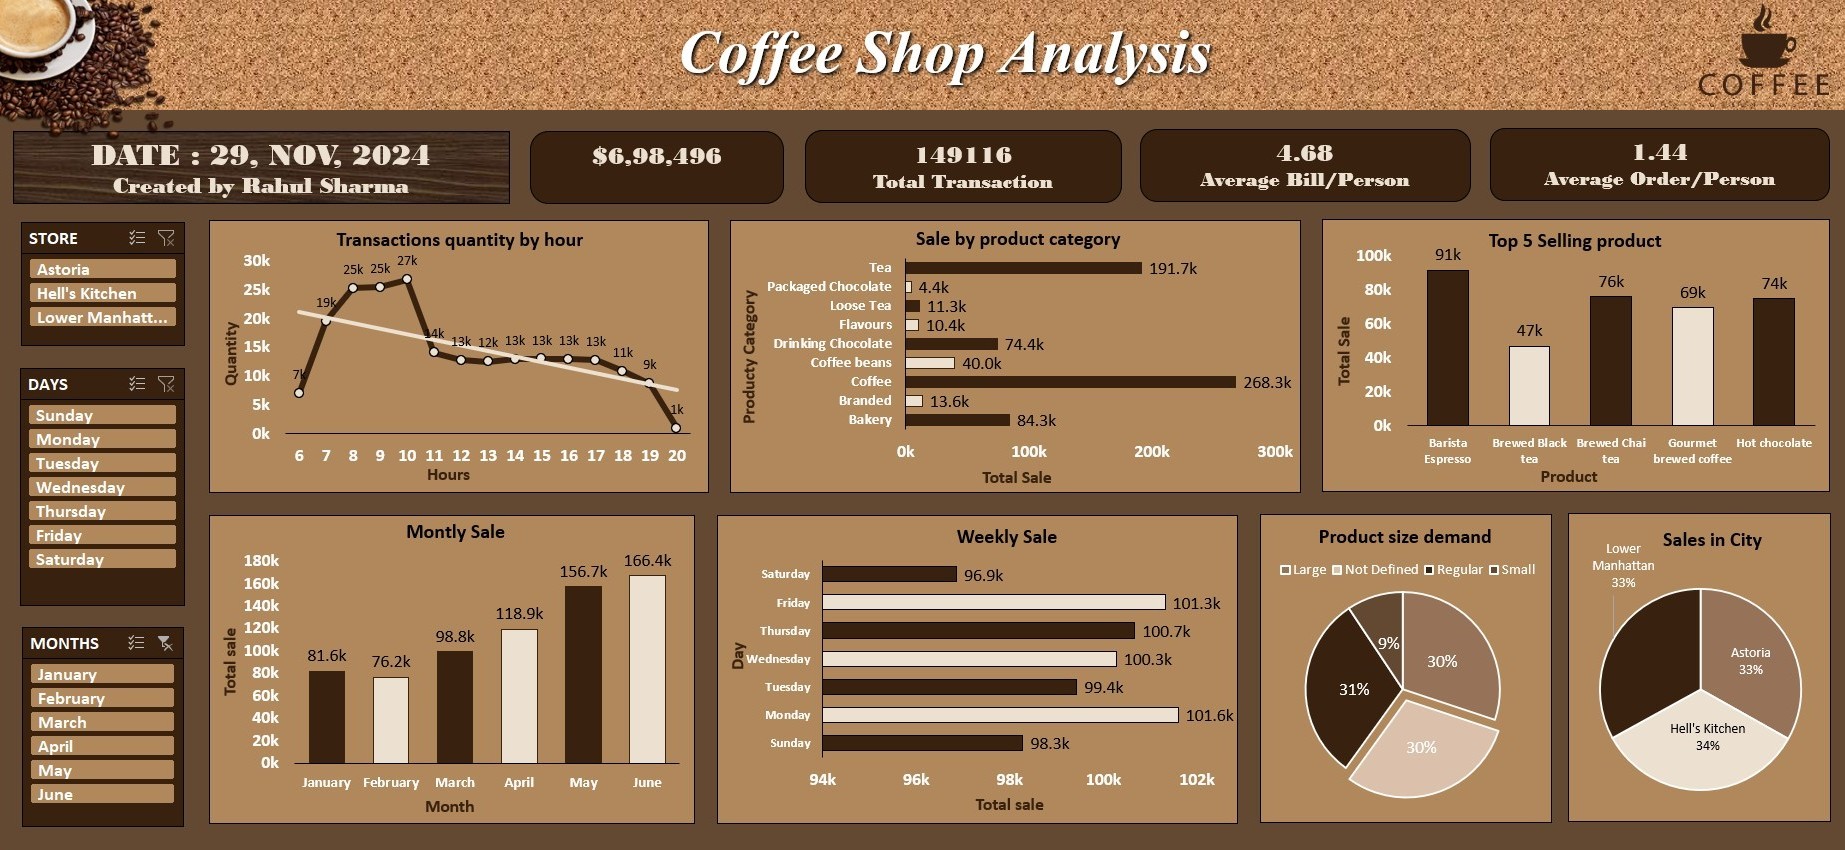 Coffee Shop Analysis
COFFEE
DATE : 29, NOV, 2024
Created by Rahul Sharma
$6,98,496
149116
Total Transaction
4.68
Average Bill/Person
1.44
Average Order/Person
STORE
Astoria
Hell's Kitchen
Lower Manhatt...
DAYS
Sunday
Monday
Tuesday
Wednesday
Thursday
Friday
Saturday
MONTHS
January
February
March
April
May
June
Transactions quantity by hour
Quantity
30k
25k
20k
15k
10k
5k
0k
7k
19k
25k
25k
27k
14k
13k
12k
13k
13k
13k
13k
11k
9k
1k
6 7 8 9 10 11 12 13 14 15 16 17 18 19 20
Hours
Sale by product category
Producty Category
Tea 191.7k
Packaged Chocolate 4.4k
Loose Tea 11.3k
Flavours 10.4k
Drinking Chocolate 74.4k
Coffee beans 40.0k
Coffee 268.3k
Branded 13.6k
Bakery 84.3k
0k 100k 200k 300k
Total Sale
Top 5 Selling product
Total Sale
100k
80k
60k
40k
20k
0k
91k
47k
76k
69k
74k
Barista
Espresso
Brewed Black
tea
Brewed Chai
tea
Gourmet
brewed coffee
Hot chocolate
Product
Montly Sale
Total sale
180k
160k
140k
120k
100k
80k
60k
40k
20k
0k
81.6k
76.2k
98.8k
118.9k
156.7k
166.4k
January February March April May June
Month
Weekly Sale
Day
Saturday 96.9k
Friday 101.3k
Thursday 100.7k
Wednesday 100.3k
Tuesday 99.4k
Monday 101.6k
Sunday 98.3k
94k 96k 98k 100k 102k
Total sale
Product size demand
Large Not Defined Regular Small
9%
30%
31%
30%
Sales in City
Lower
Manhattan
33%
Astoria
33%
Hell's Kitchen
34%